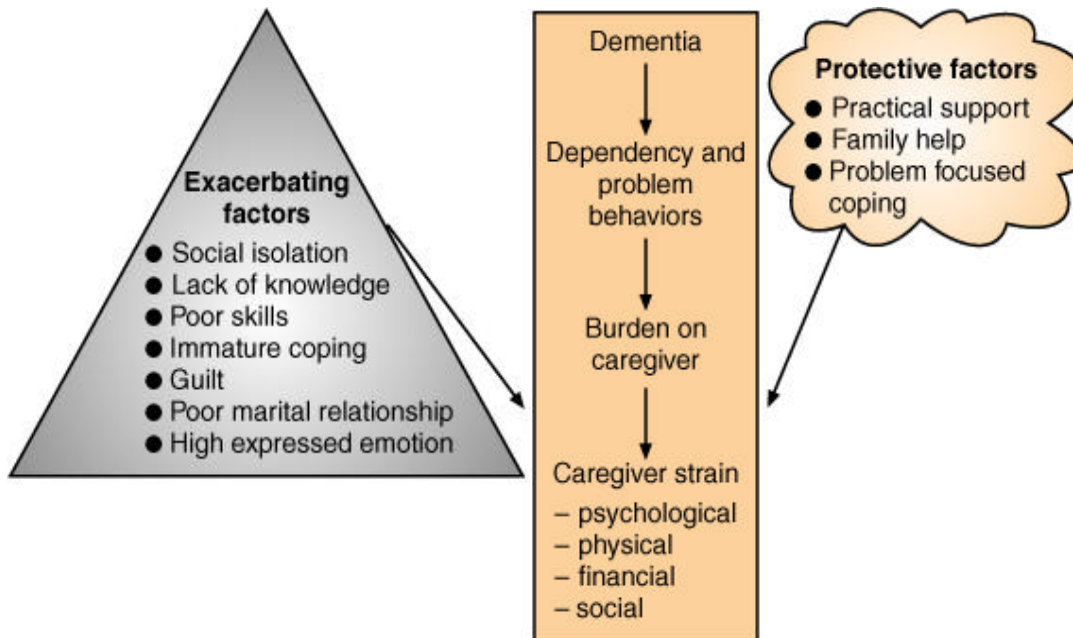 Exacerbating
factors
● Social isolation
● Lack of knowledge
● Poor skills
● Immature coping
● Guilt
● Poor marital relationship
● High expressed emotion
Dementia
Dependency and
problem
behaviors
Burden on
caregiver
Caregiver strain
– psychological
– physical
– financial
– social
Protective factors
● Practical support
● Family help
● Problem focused
coping